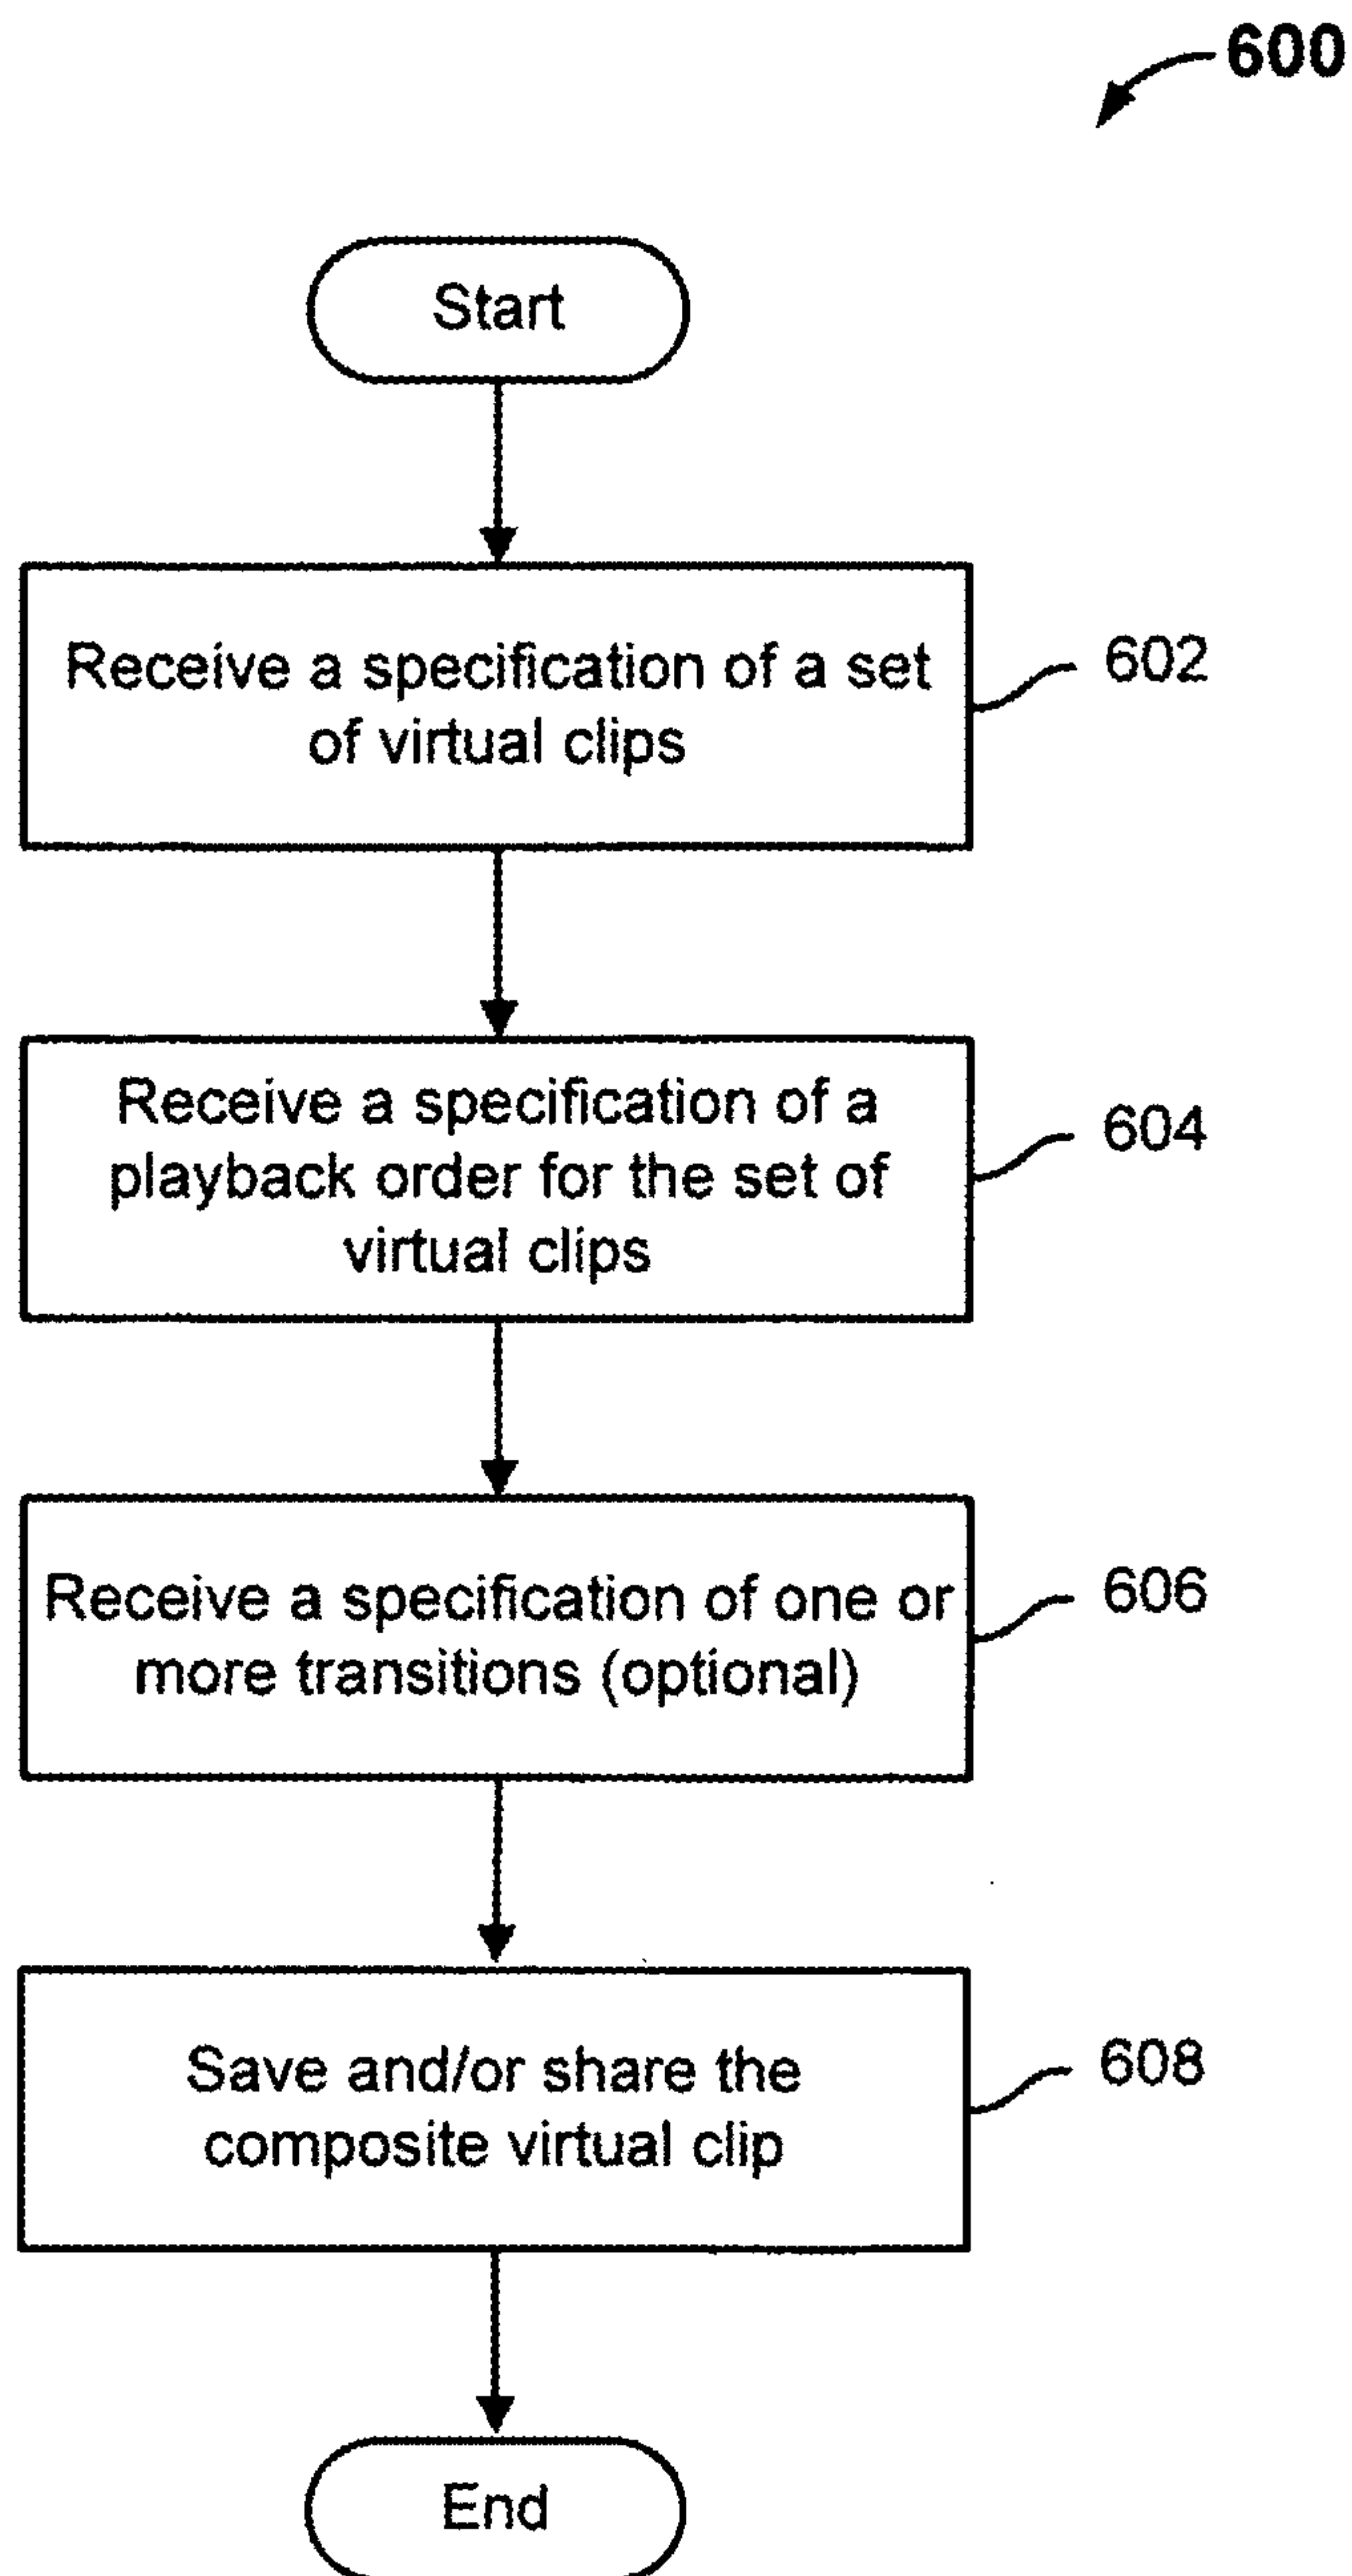 600
Start
Receive a specification of a set
of virtual clips
602
Receive a specification of a
playback order for the set of
virtual clips
604
Receive a specification of one or
more transitions (optional)
606
Save and/or share the
composite virtual clip
608
End